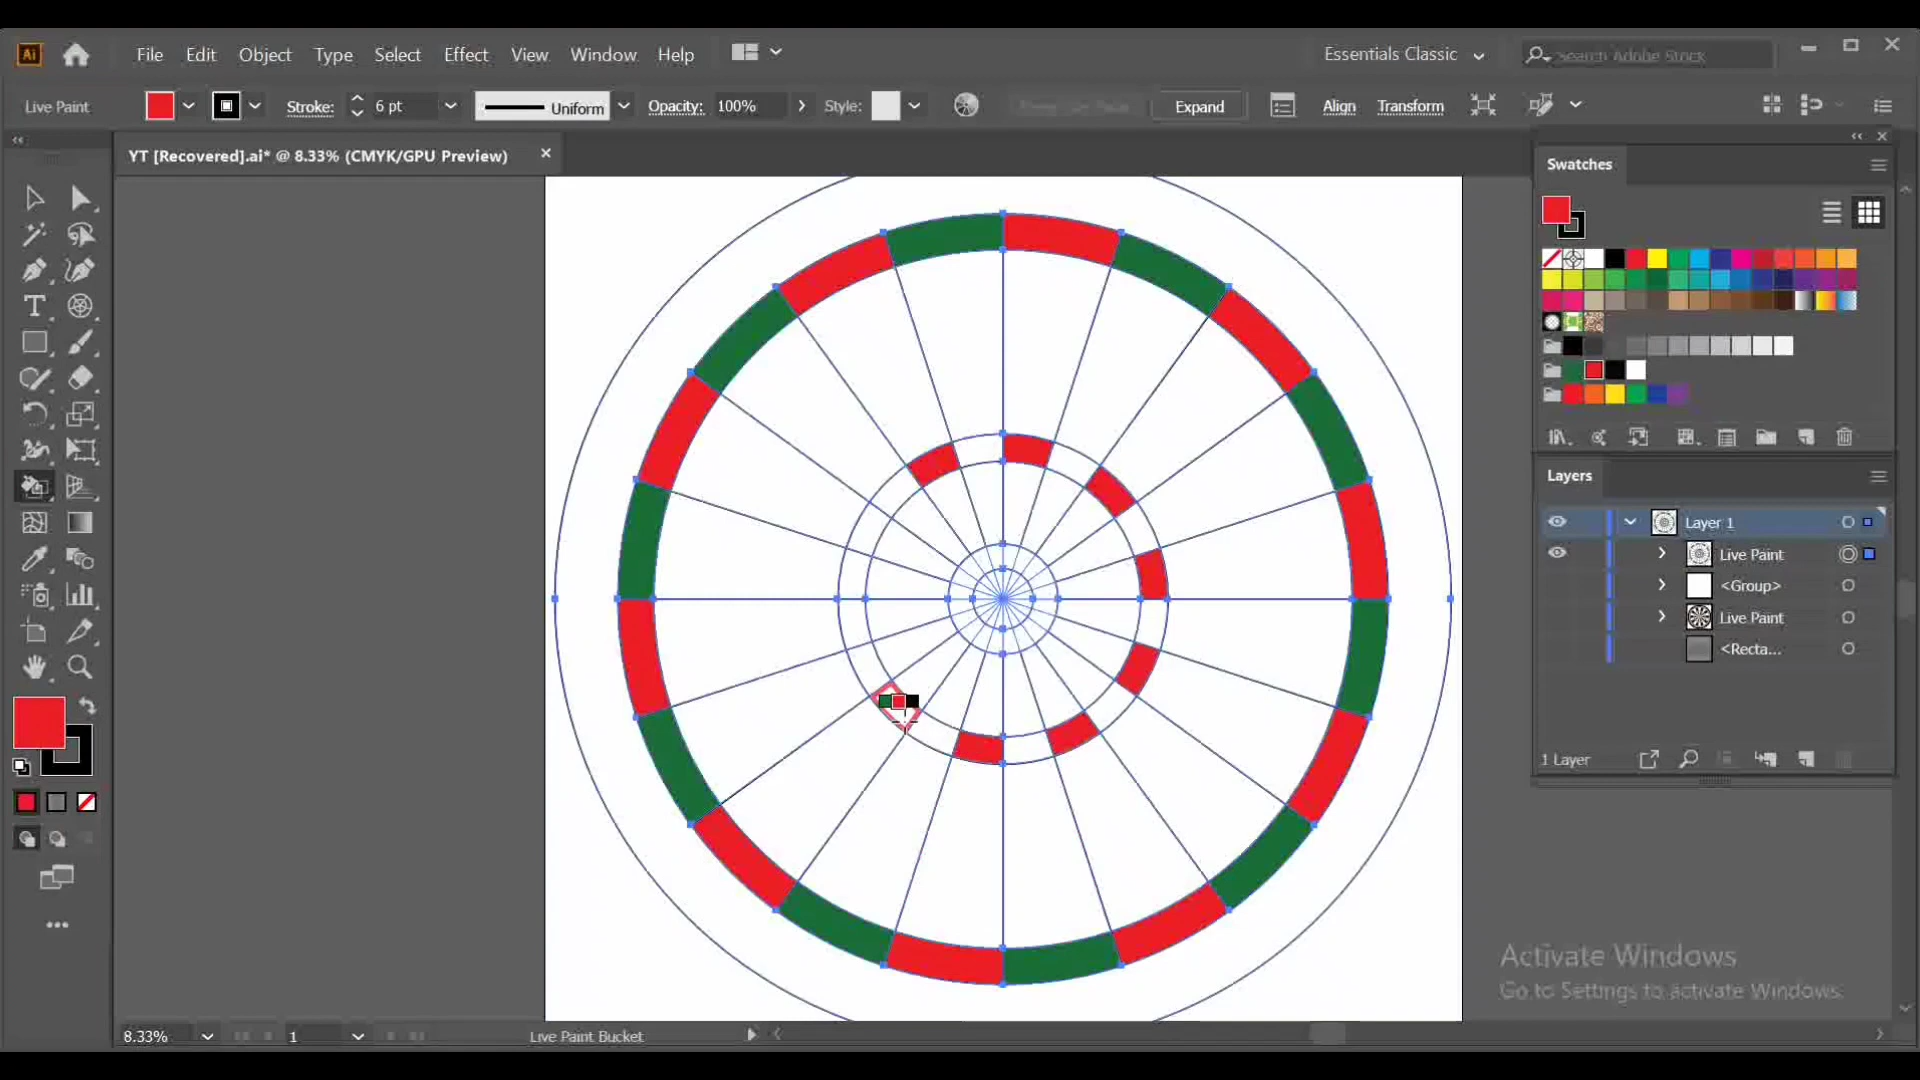 Ai File Edit Object Type Select Effect View Window Help Essentials Classic Search Adobe Stock
Live Paint Stroke: 6 pt Uniform Opacity: 100% Style: Expand Align Transform
YT [Recovered].ai* @ 8.33% (CMYK/GPU Preview)
Swatches
Layers
Layer 1
Live Paint
<Group>
Live Paint
<Recta...
1 Layer
Activate Windows
Go to Settings to activate Windows.
8.33% 1 Live Paint Bucket